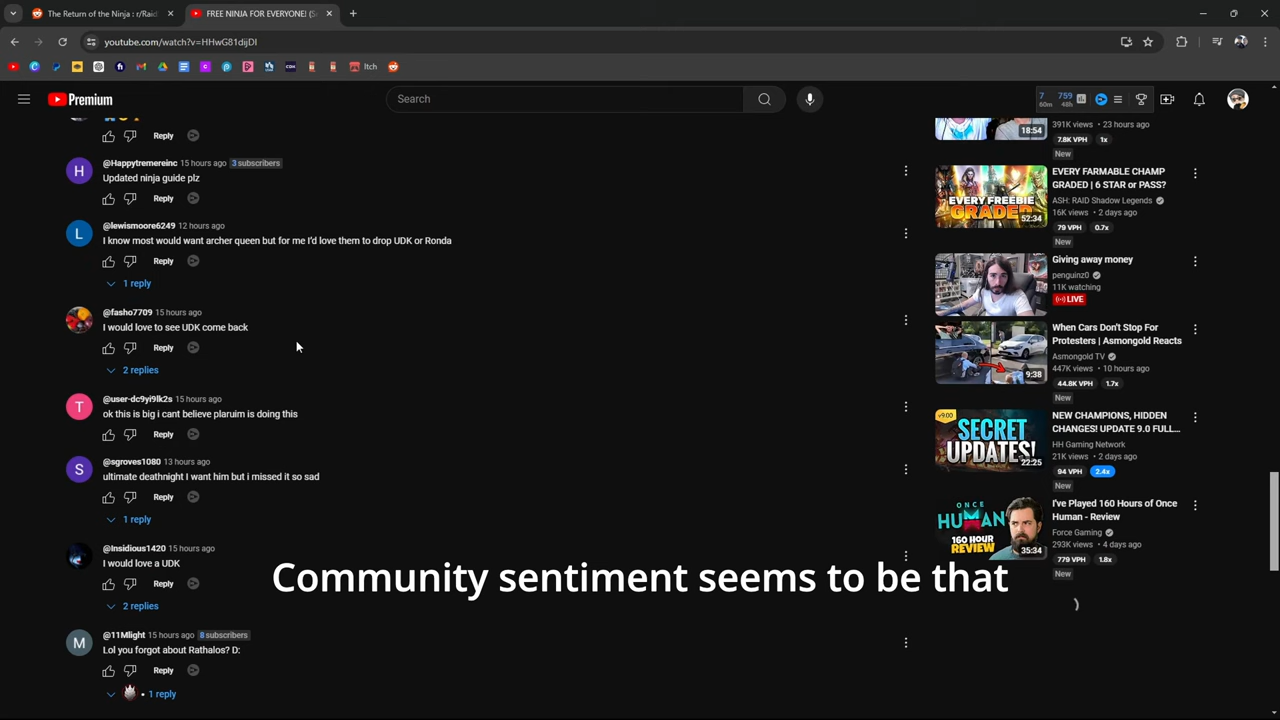 The Return of the Ninja : r/Raid
FREE NINJA FOR EVERYONE! (S
youtube.com/watch?v=HHwG81dijDI
Itch
Premium
Search
7 60m
759 48h
Reply
@Happytremereinc 15 hours ago 3 subscribers
Updated ninja guide plz
Reply
@lewismoore6249 12 hours ago
I know most would want archer queen but for me I'd love them to drop UDK or Ronda
Reply
1 reply
@fasho7709 15 hours ago
I would love to see UDK come back
Reply
2 replies
@user-dc9yi9lk2s 15 hours ago
ok this is big i cant believe plaruim is doing this
Reply
@sgroves1080 13 hours ago
ultimate deathnight I want him but i missed it so sad
Reply
1 reply
@Insidious1420 15 hours ago
I would love a UDK
Reply
2 replies
@11Mlight 15 hours ago 8 subscribers
Lol you forgot about Rathalos? D:
Reply
1 reply
Community sentiment seems to be that
18:54
391K views • 23 hours ago
7.8K VPH 1x
New
EVERY FREEBIE
GRADED
52:34
EVERY FARMABLE CHAMP
GRADED | 6 STAR or PASS?
ASH: RAID Shadow Legends
16K views • 2 days ago
79 VPH 0.7x
New
Giving away money
penguinz0
11K watching
LIVE
9:38
When Cars Don't Stop For
Protesters | Asmongold Reacts
Asmongold TV
447K views • 10 hours ago
44.8K VPH 1.7x
New
v9.00
SECRET
UPDATES!
22:25
NEW CHAMPIONS, HIDDEN
CHANGES! UPDATE 9.0 FULL...
HH Gaming Network
21K views • 2 days ago
94 VPH 2.4x
New
ONCE
HUMAN
160 HOUR
REVIEW
35:34
I've Played 160 Hours of Once
Human - Review
Force Gaming
293K views • 4 days ago
779 VPH 1.8x
New